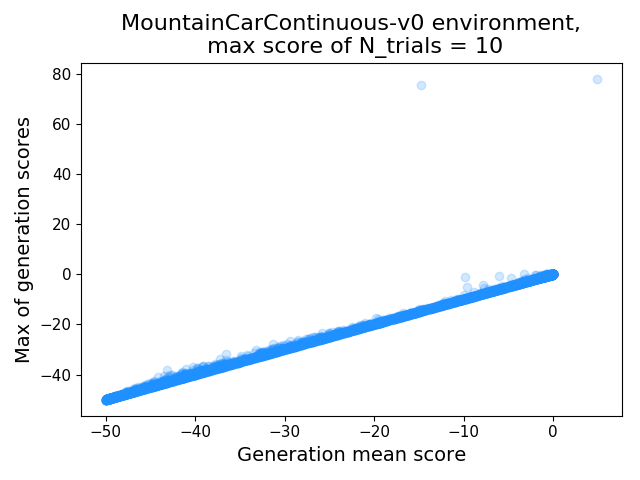 MountainCarContinuous-v0 environment,
max score of N_trials = 10
Max of generation scores
80
60
40
20
0
−20
−40
−50 −40 −30 −20 −10 0
Generation mean score